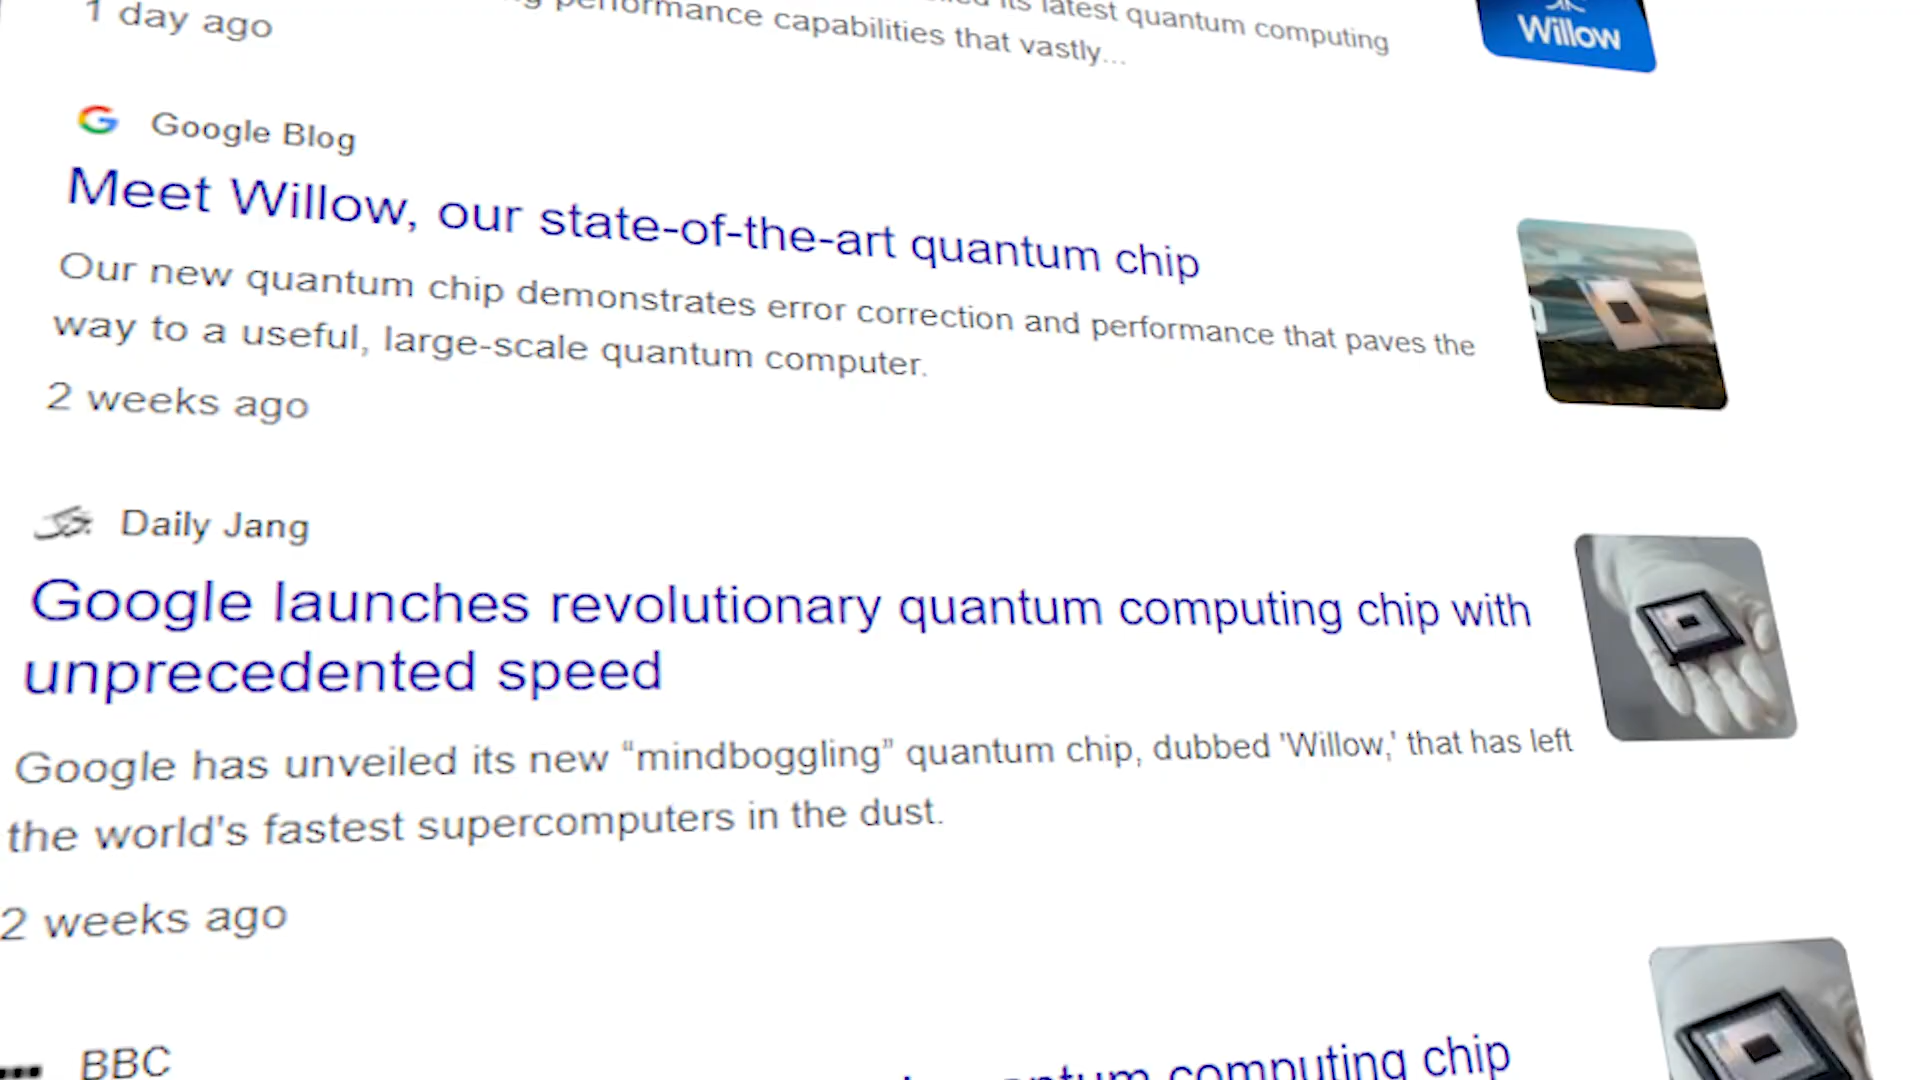 1 day ago
its latest quantum computing
performance capabilities that vastly...
Willow
Google Blog
Meet Willow, our state-of-the-art quantum chip
Our new quantum chip demonstrates error correction and performance that paves the
way to a useful, large-scale quantum computer.
2 weeks ago
Daily Jang
Google launches revolutionary quantum computing chip with
unprecedented speed
Google has unveiled its new “mindboggling” quantum chip, dubbed 'Willow,' that has left
the world's fastest supercomputers in the dust.
2 weeks ago
BBC
computing chip